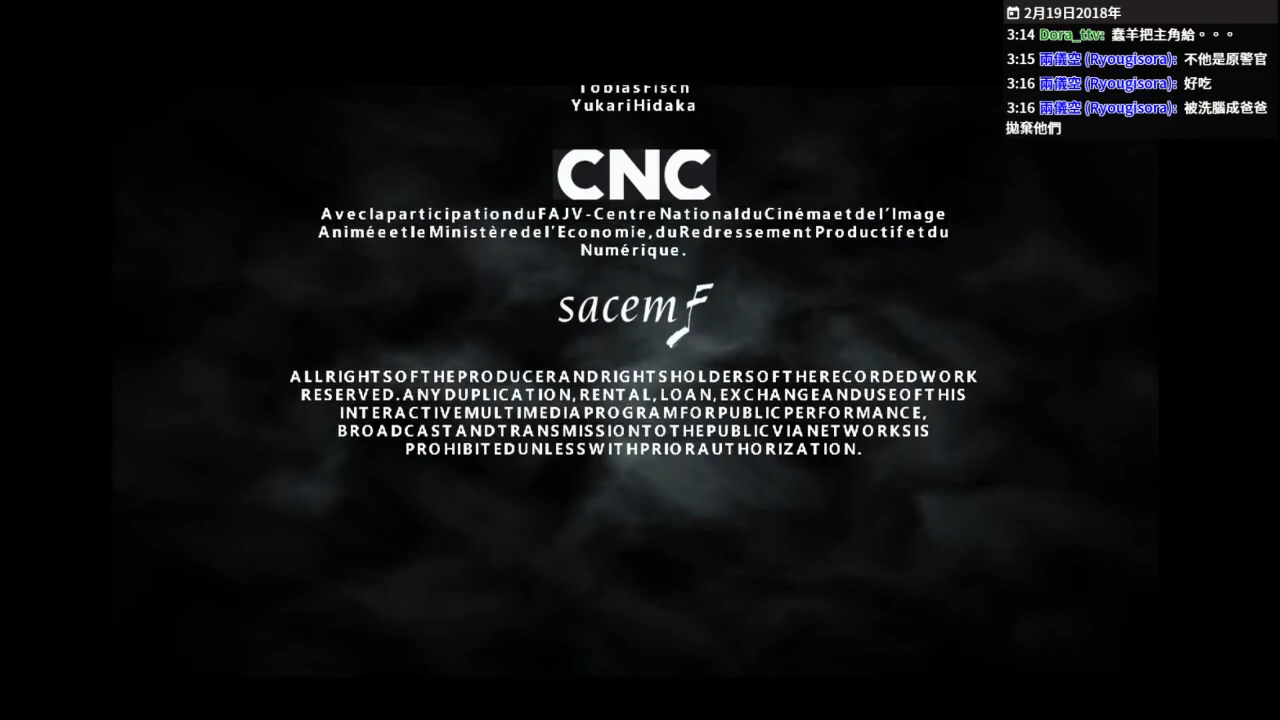 2月19日2018年
3:14 Dora_ttv: 蠢羊把主角給。。。
3:15 兩儀空 (Ryougisora): 不他是原警官
3:16 兩儀空 (Ryougisora): 好吃
3:16 兩儀空 (Ryougisora): 被洗腦成爸爸
拋棄他們
Tobias Fisch
Yukari Hidaka
CNC
Avec la participation du FAJV - Centre National du Cinéma et de l'Image
Animée et le Ministère de l'Economie, du Redressement Productif et du
Numérique.
sacem
ALL RIGHTS OF THE PRODUCER AND RIGHTSHOLDERS OF THE RECORDED WORK
RESERVED. ANY DUPLICATION, RENTAL, LOAN, EXCHANGE AND USE OF THIS
INTERACTIVE MULTIMEDIA PROGRAM FOR PUBLIC PERFORMANCE,
BROADCAST AND TRANSMISSION TO THE PUBLIC VIA NETWORKS IS
PROHIBITED UNLESS WITH PRIOR AUTHORIZATION.